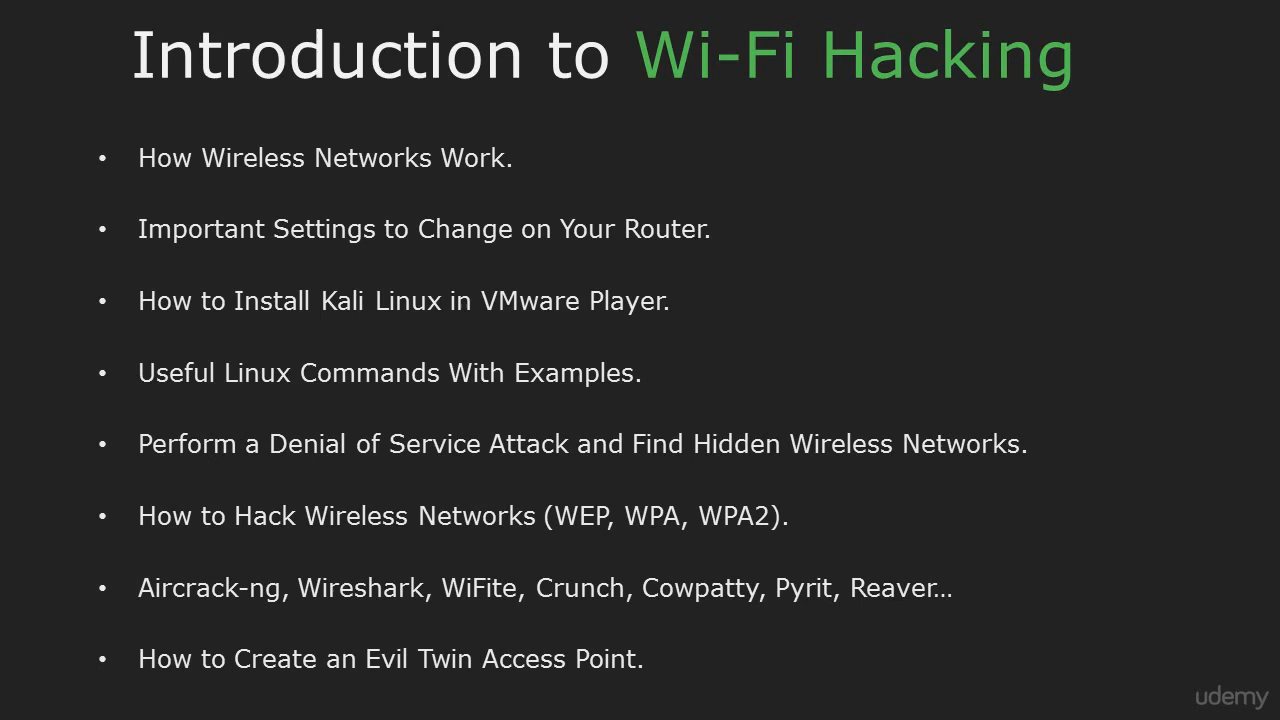 Introduction to Wi-Fi Hacking
• How Wireless Networks Work.
• Important Settings to Change on Your Router.
• How to Install Kali Linux in VMware Player.
• Useful Linux Commands With Examples.
• Perform a Denial of Service Attack and Find Hidden Wireless Networks.
• How to Hack Wireless Networks (WEP, WPA, WPA2).
• Aircrack-ng, Wireshark, WiFite, Crunch, Cowpatty, Pyrit, Reaver…
• How to Create an Evil Twin Access Point.
udemy